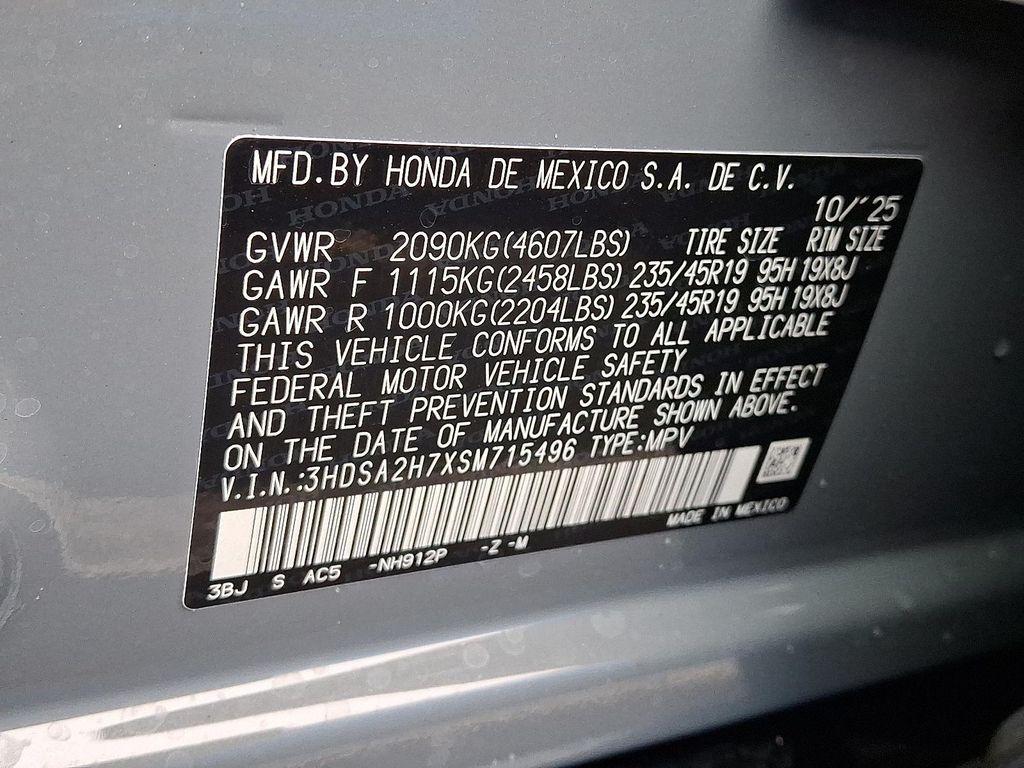 MFD.BY HONDA DE MEXICO S.A. DE C.V.
10/'25
GVWR 2090KG(4607LBS) TIRE SIZE RIM SIZE
GAWR F 1115KG(2458LBS) 235/45R19 95H 19X8J
GAWR R 1000KG(2204LBS) 235/45R19 95H 19X8J
THIS VEHICLE CONFORMS TO ALL APPLICABLE
FEDERAL MOTOR VEHICLE SAFETY
AND THEFT PREVENTION STANDARDS IN EFFECT
ON THE DATE OF MANUFACTURE SHOWN ABOVE.
V.I.N.:3HDSA2H7XSM715496 TYPE:MPV
MADE IN MEXICO
3BJ S AC5 -NH912P -Z -M